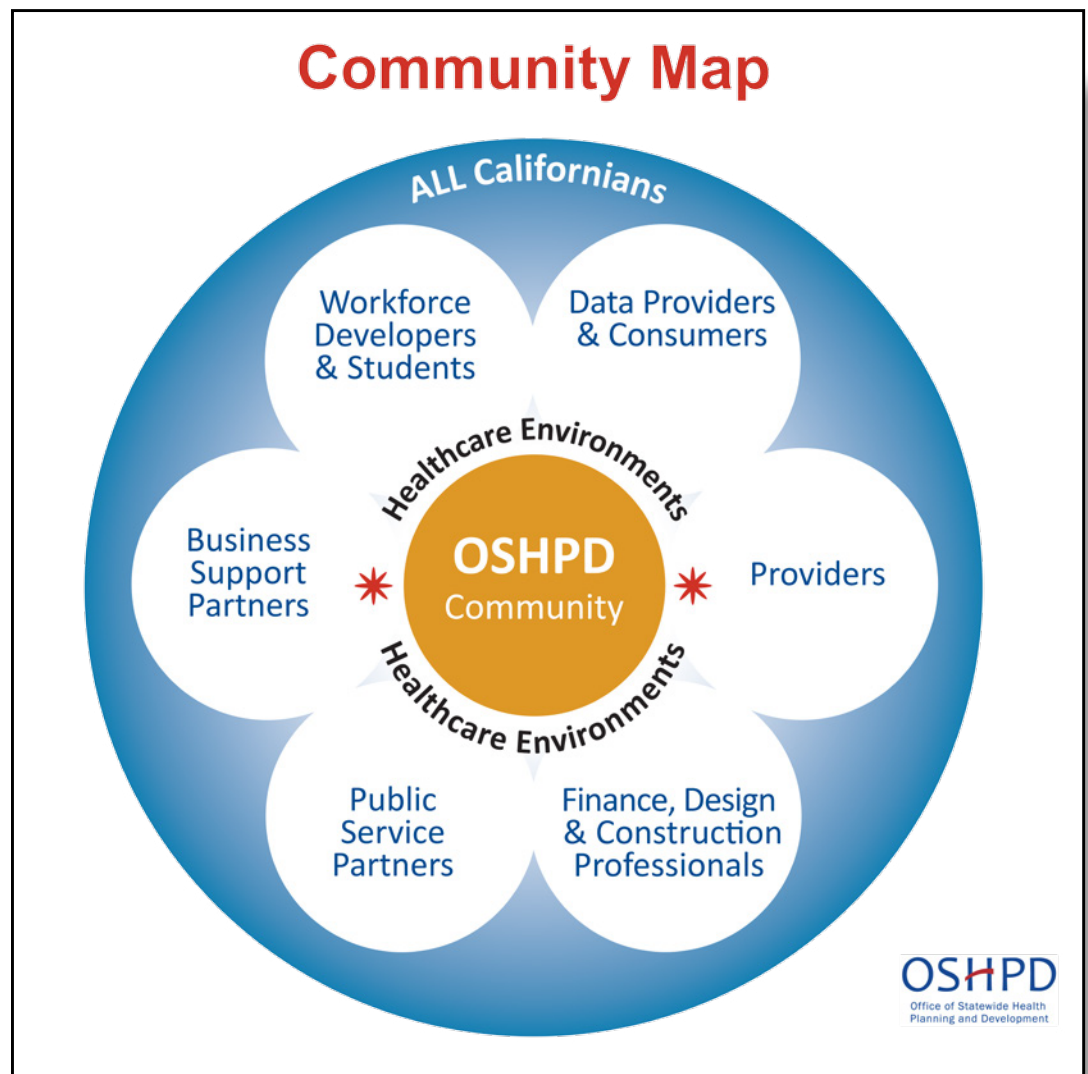 Community Map
ALL Californians
Workforce
Developers
& Students
Data Providers
& Consumers
Healthcare Environments
Business
Support
Partners
OSHPD
Community
Providers
Healthcare Environments
Public
Service
Partners
Finance, Design
& Construction
Professionals
OSHPD
Office of Statewide Health
Planning and Development